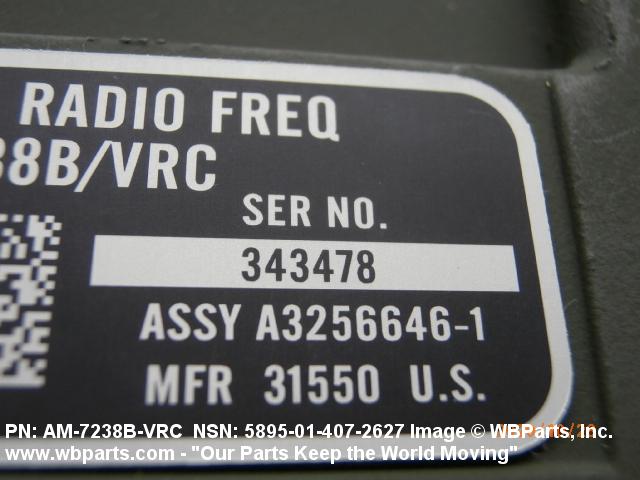 RADIO FREQ
38B/VRC
SER NO.
343478
ASSY A3256646-1
MFR 31550 U.S.
PN: AM-7238B-VRC NSN: 5895-01-407-2627 Image © WBParts, Inc.
www.wbparts.com - "Our Parts Keep the World Moving"